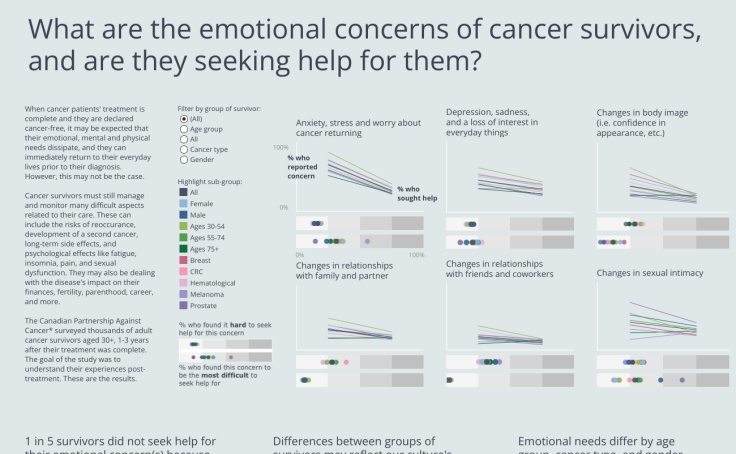 What are the emotional concerns of cancer survivors,
and are they seeking help for them?
When cancer patients' treatment is
complete and they are declared
cancer-free, it may be expected that
their emotional, mental and physical
needs dissipate, and they can
immediately return to their everyday
lives prior to their diagnosis.
However, this may not be the case.
Cancer survivors must still manage
and monitor many difficult aspects
related to their care. These can
include the risks of reoccurance,
development of a second cancer,
long-term side effects, and
psychological effects like fatigue,
insomnia, pain, and sexual
dysfunction. They may also be dealing
with the disease's impact on their
finances, fertility, parenthood, career,
and more.
The Canadian Partnership Against
Cancer* surveyed thousands of adult
cancer survivors aged 30+, 1-3 years
after their treatment was complete.
The goal of the study was to
understand their experiences post-
treatment. These are the results.
Filter by group of survivor:
(All)
Age group
All
Cancer type
Gender
Highlight sub-group:
All
Female
Male
Ages 30-54
Ages 55-74
Ages 75+
Breast
CRC
Hematological
Melanoma
Prostate
% who found it hard to seek
help for this concern
% who found this concern to
be the most difficult to
seek help for
Anxiety, stress and worry about
cancer returning
100%
% who
reported
concern
% who
sought help
0%
0%
100%
Depression, sadness,
and a loss of interest in
everyday things
Changes in body image
(i.e. confidence in
appearance, etc.)
Changes in relationships
with family and partner
Changes in relationships
with friends and coworkers
Changes in sexual intimacy
1 in 5 survivors did not seek help for
their emotional concern(s) because
Differences between groups of
survivors may reflect our culture's
Emotional needs differ by age
group, cancer type, and gender